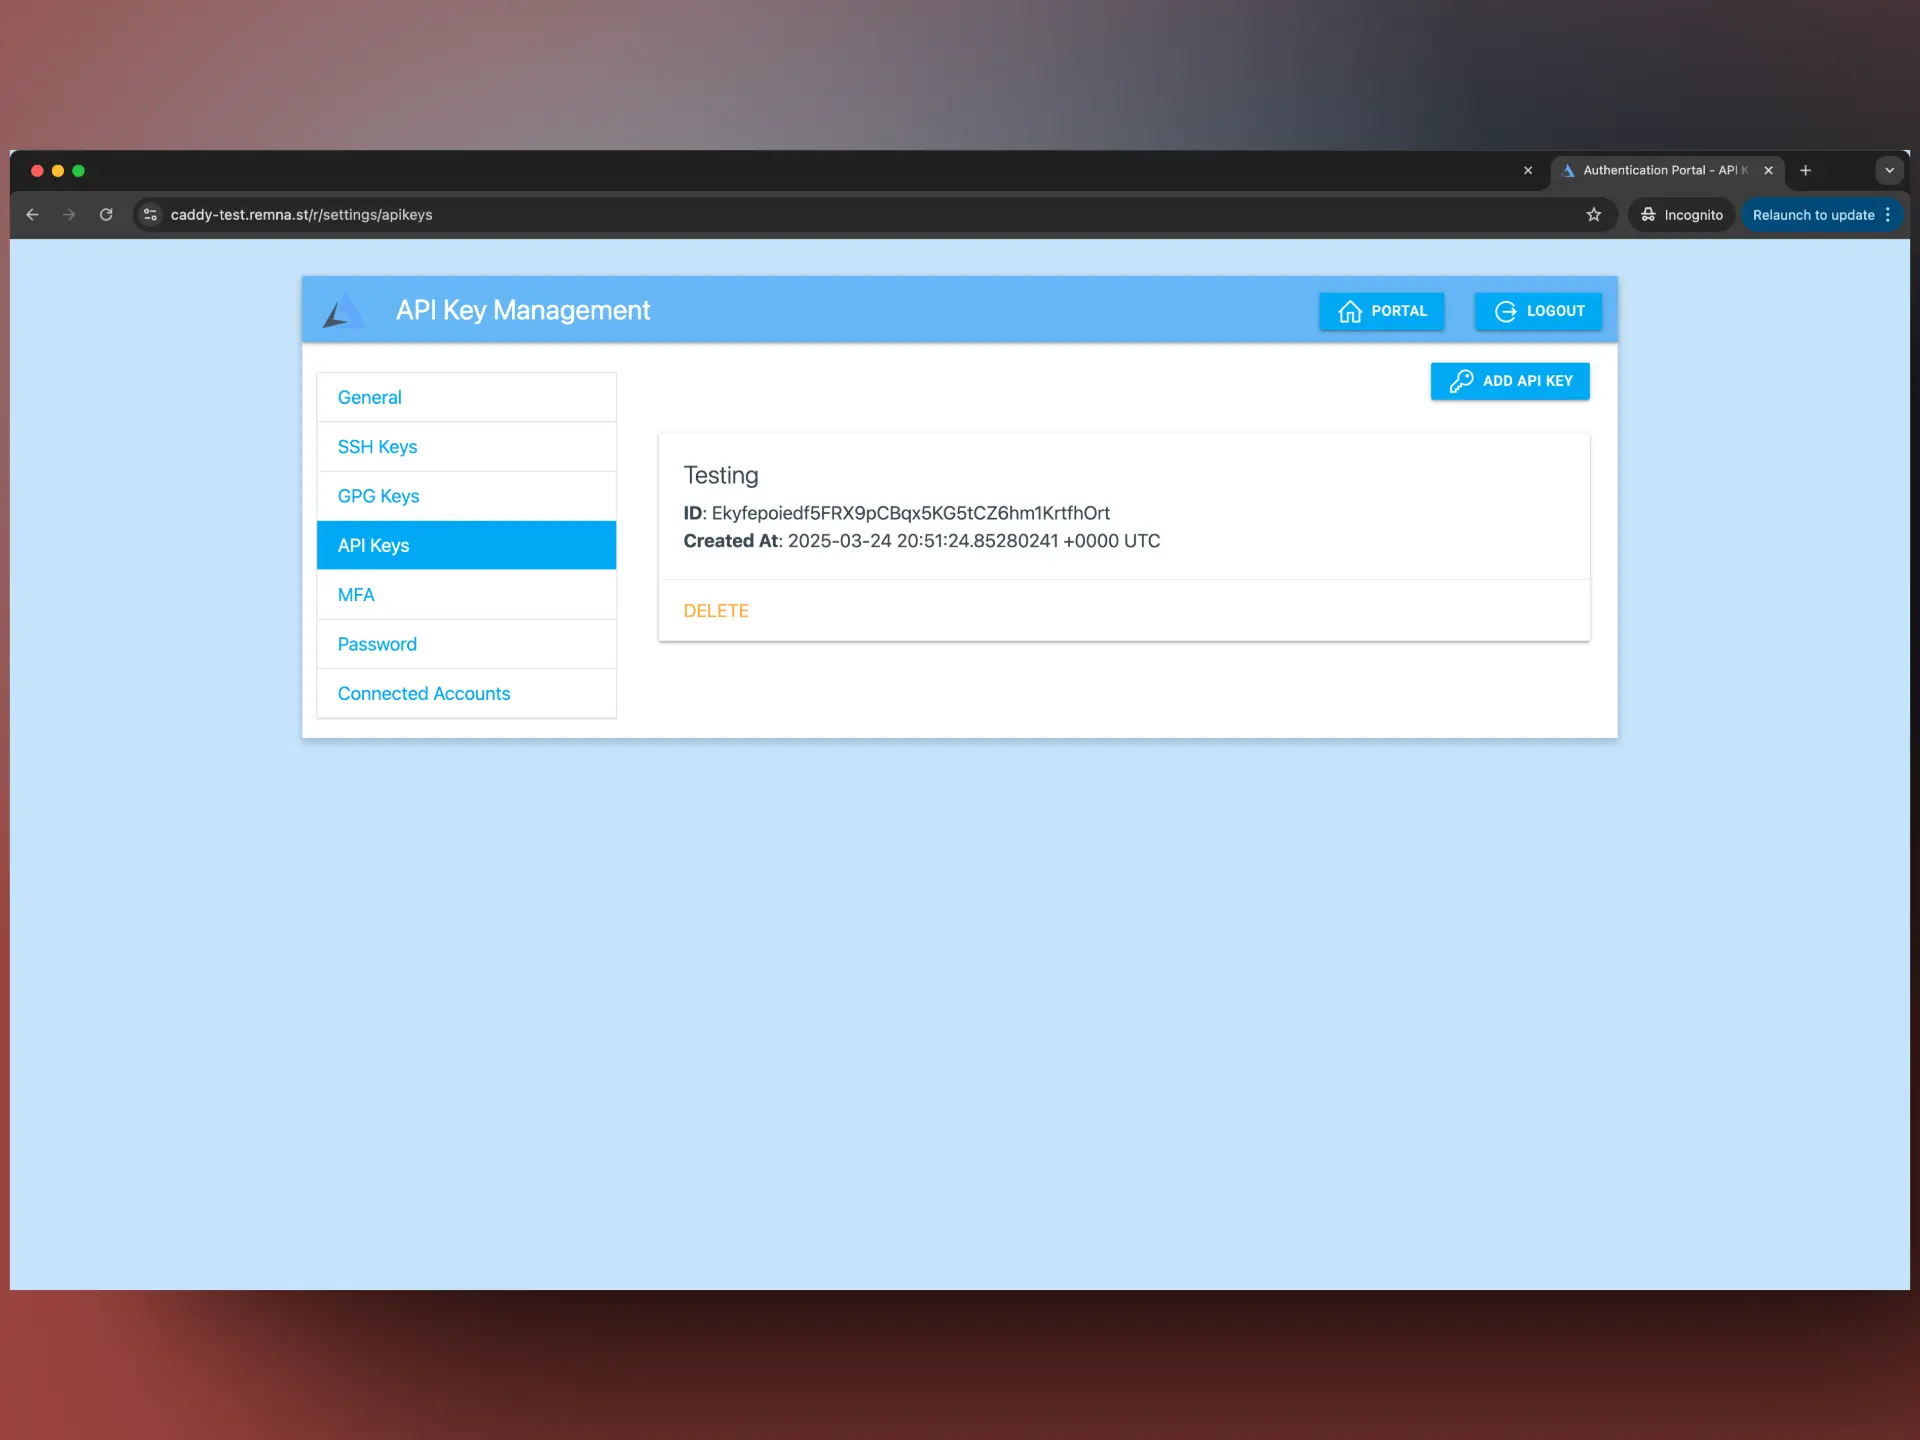 Authentication Portal - API K
caddy-test.remna.st/r/settings/apikeys
Incognito
Relaunch to update
API Key Management
PORTAL
LOGOUT
ADD API KEY
General
SSH Keys
GPG Keys
API Keys
MFA
Password
Connected Accounts
Testing
ID: Ekyfepoiedf5FRX9pCBqx5KG5tCZ6hm1KrtfhOrt
Created At: 2025-03-24 20:51:24.85280241 +0000 UTC
DELETE